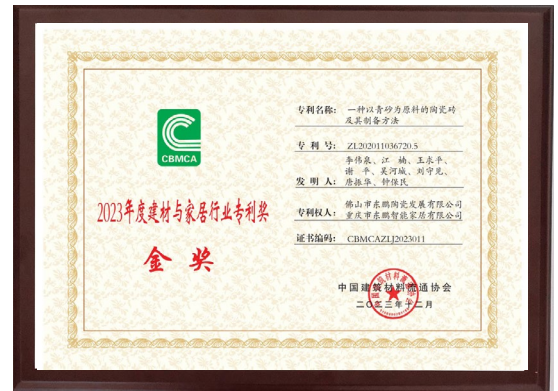 CBMCA
2023年度建材与家居行业专利奖
金奖
专利名称： 一种以青砂为原料的陶瓷砖
及其制备方法
专 利 号： ZL202011036720.5
李伟泉、江 楠、王永平、
谢 平、吴河城、刘守见、
发 明 人： 唐振华、钟保民
专利权人： 佛山市东鹏陶瓷发展有限公司
重庆市东鹏智能家居有限公司
证书编码： CBMCAZLJ2023011
中国建筑材料流通协会
二〇二三年十二月